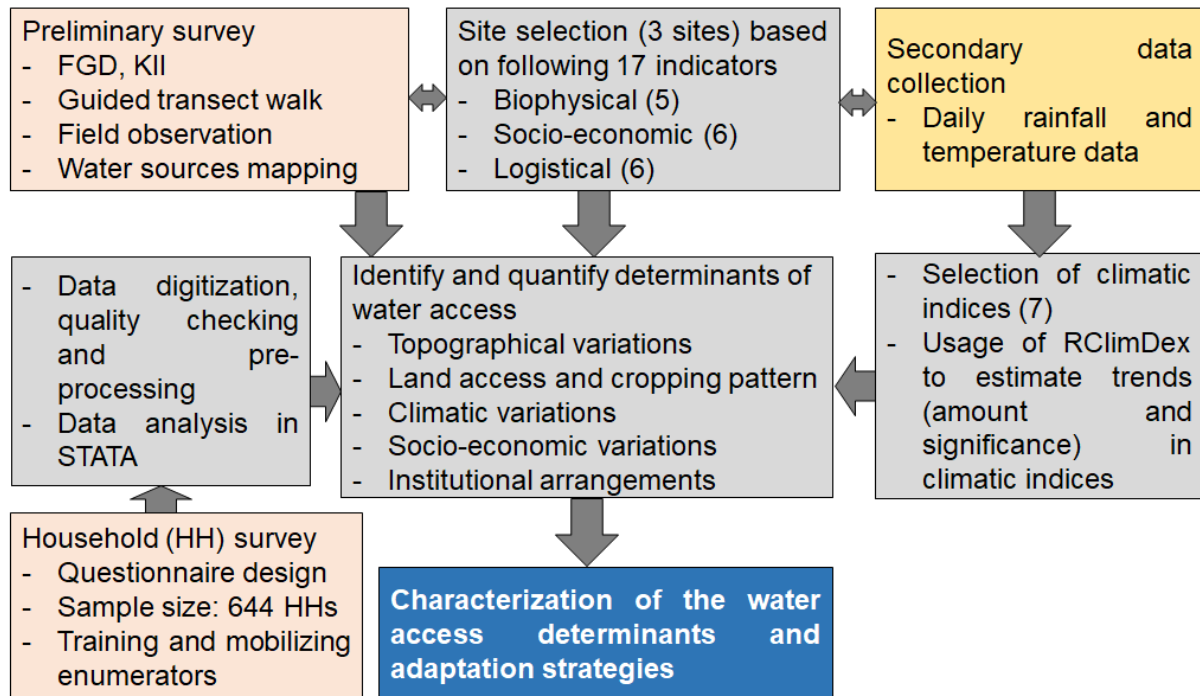 Preliminary survey
- FGD, KII
- Guided transect walk
- Field observation
- Water sources mapping
Site selection (3 sites) based
on following 17 indicators
- Biophysical (5)
- Socio-economic (6)
- Logistical (6)
Secondary data
collection
- Daily rainfall and
temperature data
- Data digitization,
quality checking
and pre-
processing
- Data analysis in
STATA
Identify and quantify determinants of
water access
- Topographical variations
- Land access and cropping pattern
- Climatic variations
- Socio-economic variations
- Institutional arrangements
- Selection of climatic
indices (7)
- Usage of RClimDex
to estimate trends
(amount and
significance) in
climatic indices
Household (HH) survey
- Questionnaire design
- Sample size: 644 HHs
- Training and mobilizing
enumerators
Characterization of the water
access determinants and
adaptation strategies